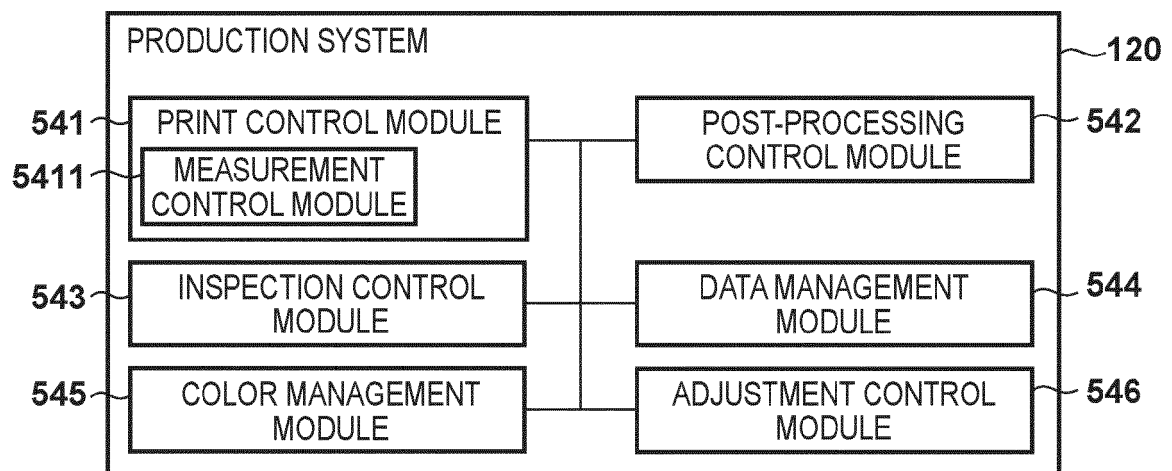 PRODUCTION SYSTEM
120
541
PRINT CONTROL MODULE
5411
MEASUREMENT
CONTROL MODULE
POST-PROCESSING
CONTROL MODULE
542
543
INSPECTION CONTROL
MODULE
DATA MANAGEMENT
MODULE
544
545
COLOR MANAGEMENT
MODULE
ADJUSTMENT CONTROL
MODULE
546